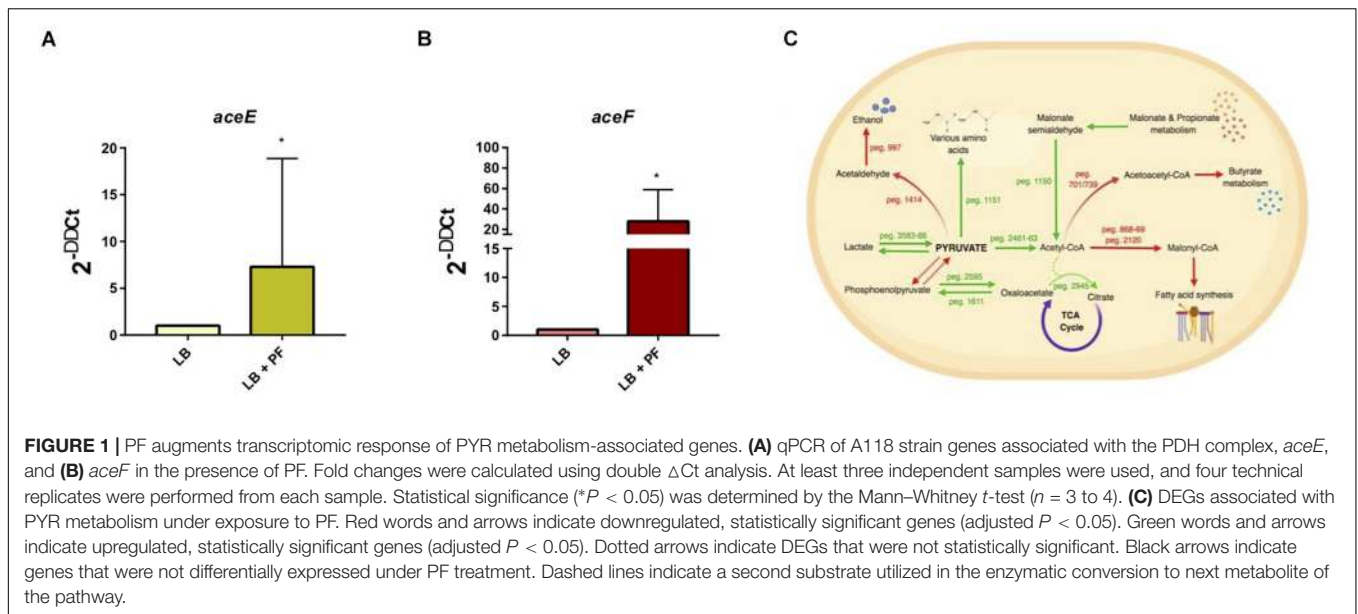 A
aceE
2^-DDCt
20
15
10
5
0
*
LB
LB + PF
B
aceF
2^-DDCt
100
80
60
40
20
15
10
5
0
*
LB
LB + PF
C
Ethanol
peg. 997
Acetaldehyde
peg. 1414
Various amino
acids
peg. 1151
Malonate
semialdehyde
Malonate & Propionate
metabolism
peg. 1150
peg.
701/739
Acetoacetyl-CoA
Butyrate
metabolism
Lactate
peg. 3583-86
PYRUVATE
peg. 2461-63
Acetyl-CoA
peg. 868-69
peg. 2120
Malonyl-CoA
Phosphoenolpyruvate
peg. 2595
peg. 1611
Oxaloacetate
peg. 2945
Citrate
TCA
Cycle
Fatty acid synthesis
FIGURE 1 | PF augments transcriptomic response of PYR metabolism-associated genes. (A) qPCR of A118 strain genes associated with the PDH complex, aceE,
and (B) aceF in the presence of PF. Fold changes were calculated using double △Ct analysis. At least three independent samples were used, and four technical
replicates were performed from each sample. Statistical significance (*P < 0.05) was determined by the Mann–Whitney t-test (n = 3 to 4). (C) DEGs associated with
PYR metabolism under exposure to PF. Red words and arrows indicate downregulated, statistically significant genes (adjusted P < 0.05). Green words and arrows
indicate upregulated, statistically significant genes (adjusted P < 0.05). Dotted arrows indicate DEGs that were not statistically significant. Black arrows indicate
genes that were not differentially expressed under PF treatment. Dashed lines indicate a second substrate utilized in the enzymatic conversion to next metabolite of
the pathway.